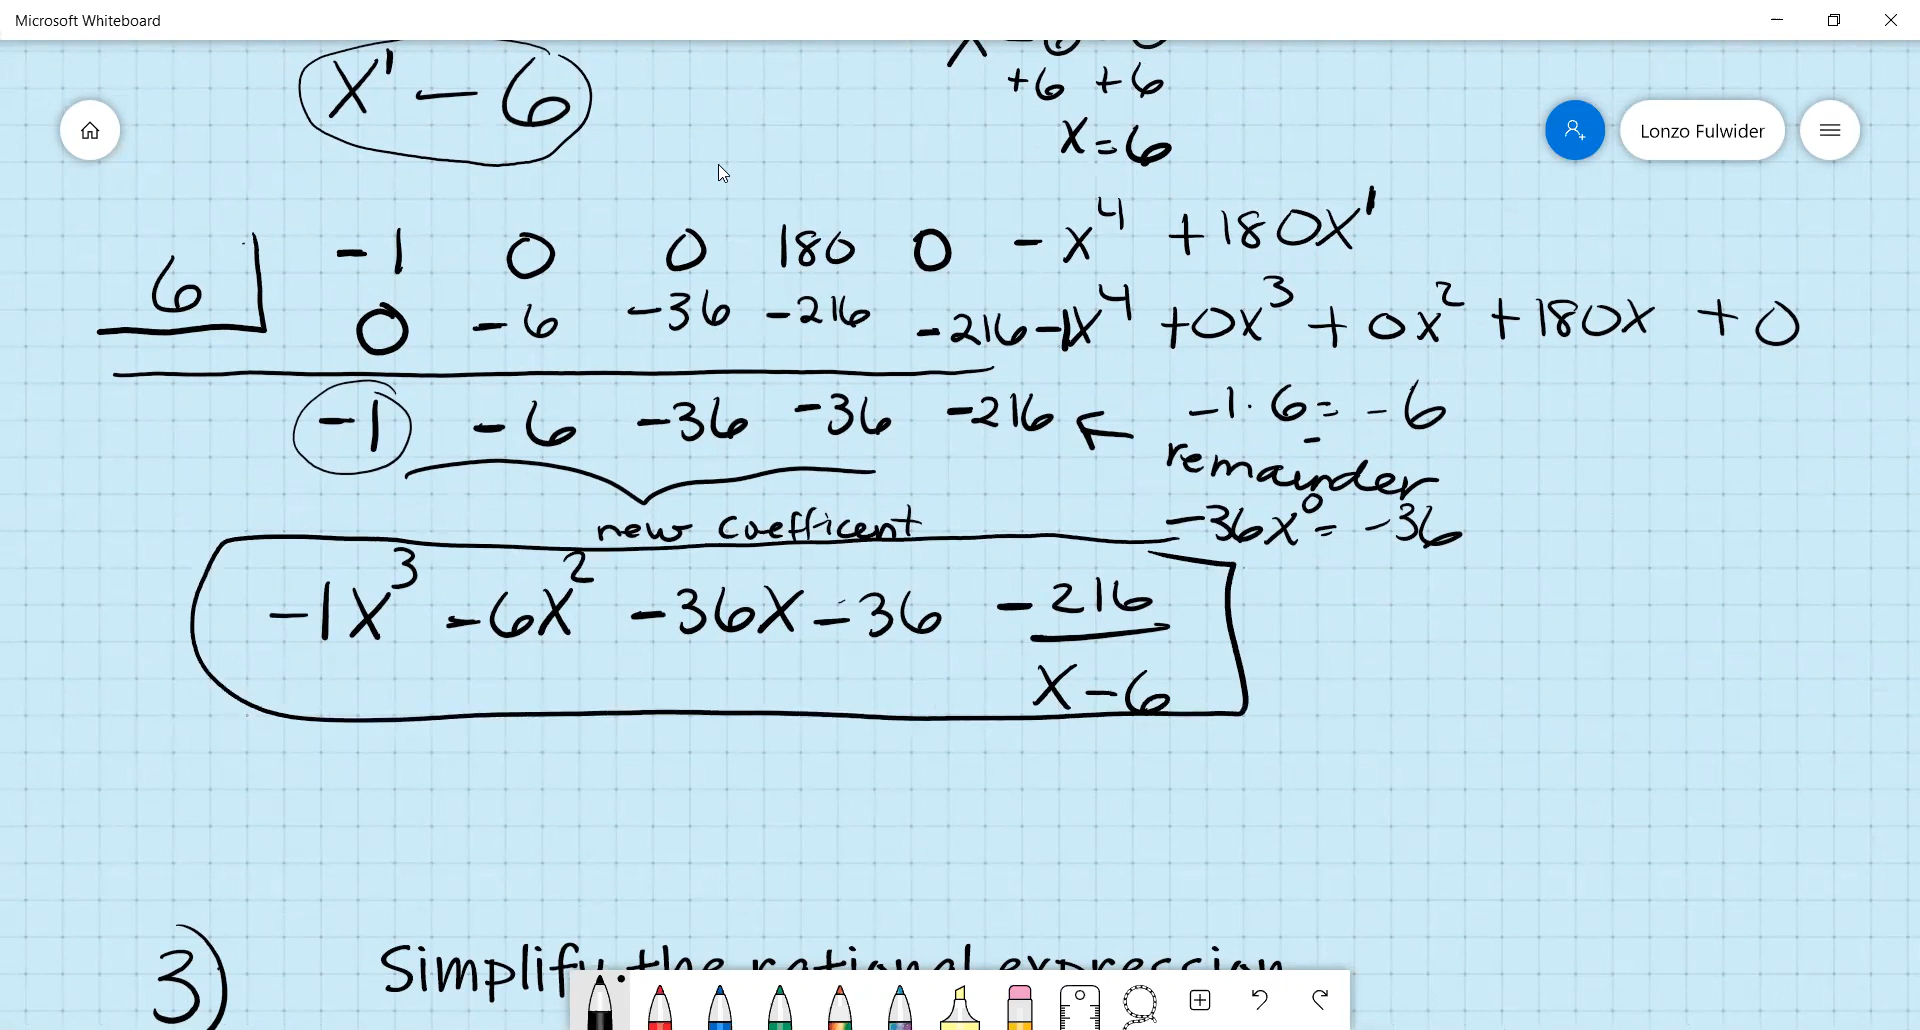 Microsoft Whiteboard
x¹ - 6
+6 +6
x = 6
Lonzo Fulwider
6 -1 0 0 180 0 -x⁴ +180x¹
0 -6 -36 -216 -216 -1x⁴ +0x³ + 0x² +180x + 0
-1 -6 -36 -36 -216 ← -1·6 = -6
remainder
new coefficent -36x⁰ = -36
-1x³ -6x² -36x -36 -216
x-6
3) Simplify the rational expression